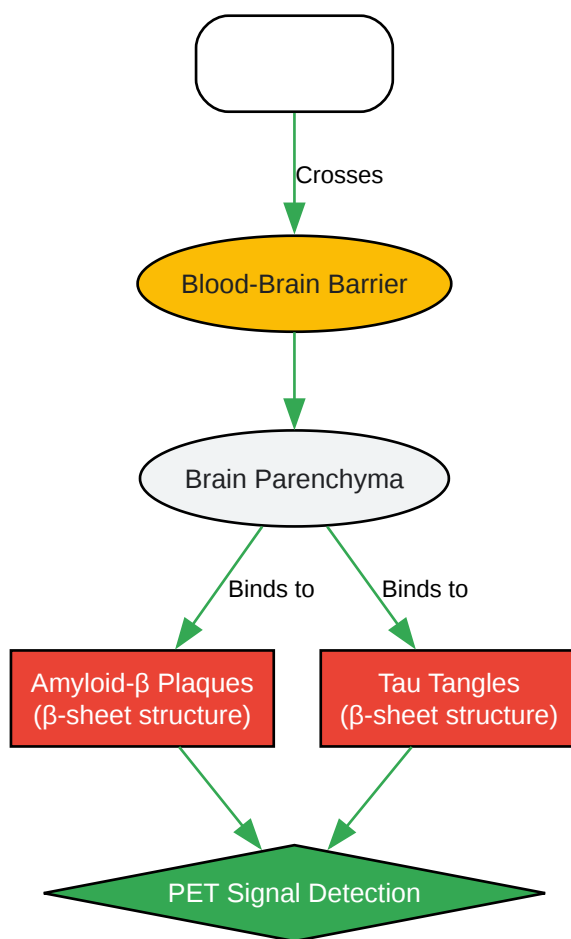 Crosses
Blood-Brain Barrier
Brain Parenchyma
Binds to
Binds to
Amyloid-β Plaques
(β-sheet structure)
Tau Tangles
(β-sheet structure)
PET Signal Detection